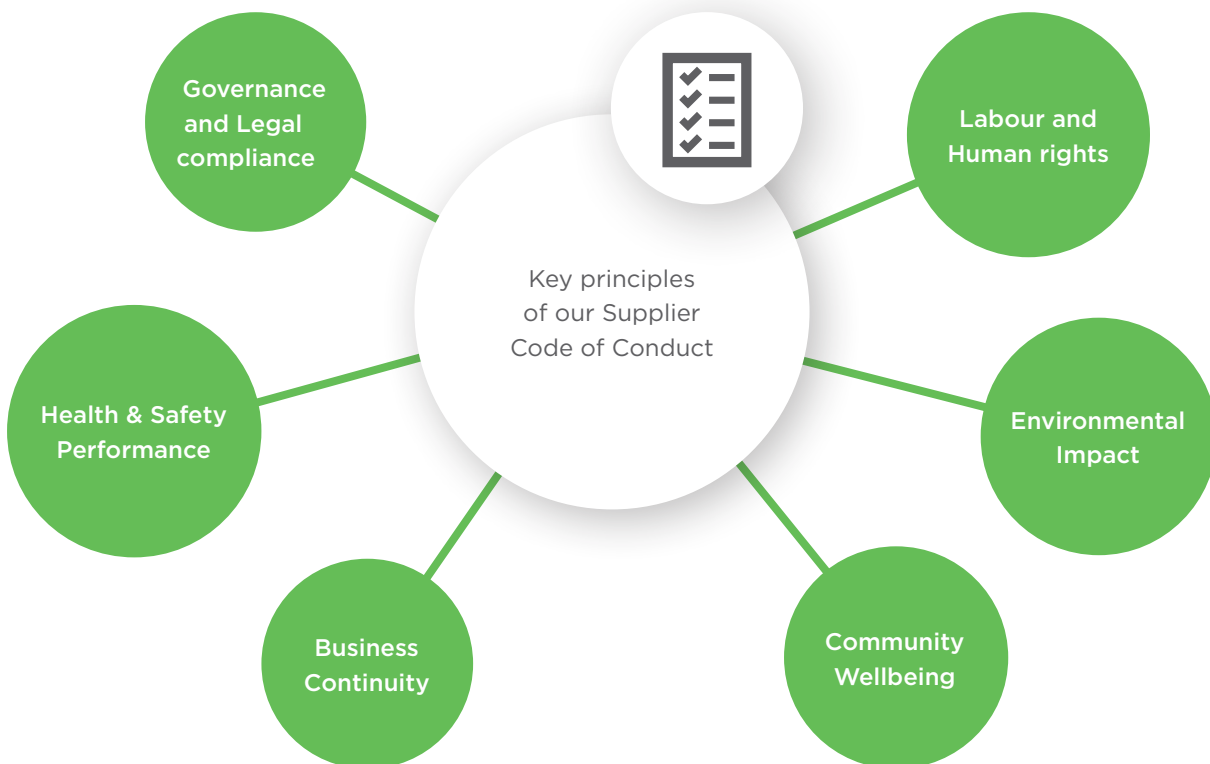 Governance
and Legal
compliance
Labour and
Human rights
Key principles
of our Supplier
Code of Conduct
Health & Safety
Performance
Environmental
Impact
Business
Continuity
Community
Wellbeing